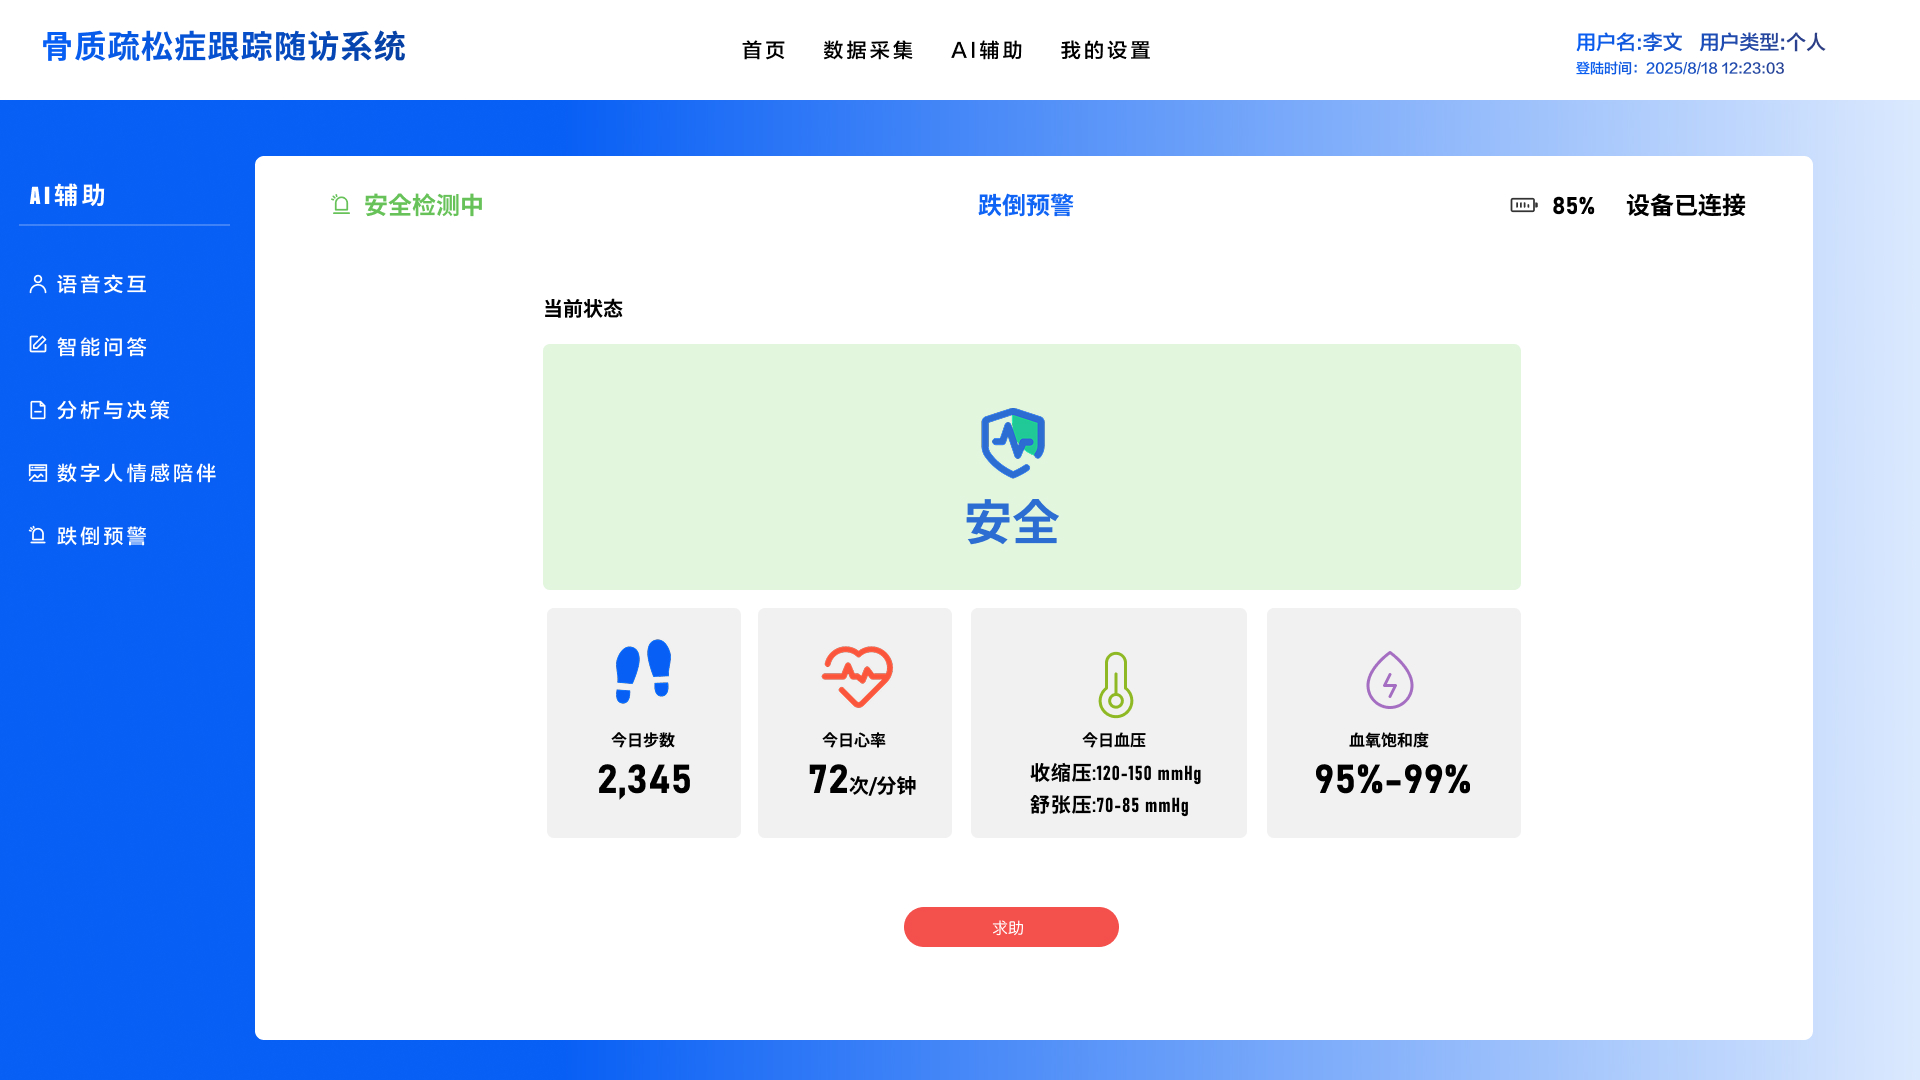 骨质疏松症跟踪随访系统
首页 数据采集 AI辅助 我的设置
用户名:李文 用户类型:个人
登陆时间：2025/8/18 12:23:03
AI辅助
语音交互
智能问答
分析与决策
数字人情感陪伴
跌倒预警
安全检测中
跌倒预警
85% 设备已连接
当前状态
安全
今日步数
2,345
今日心率
72次/分钟
今日血压
收缩压:120-150 mmHg
舒张压:70-85 mmHg
血氧饱和度
95%-99%
求助